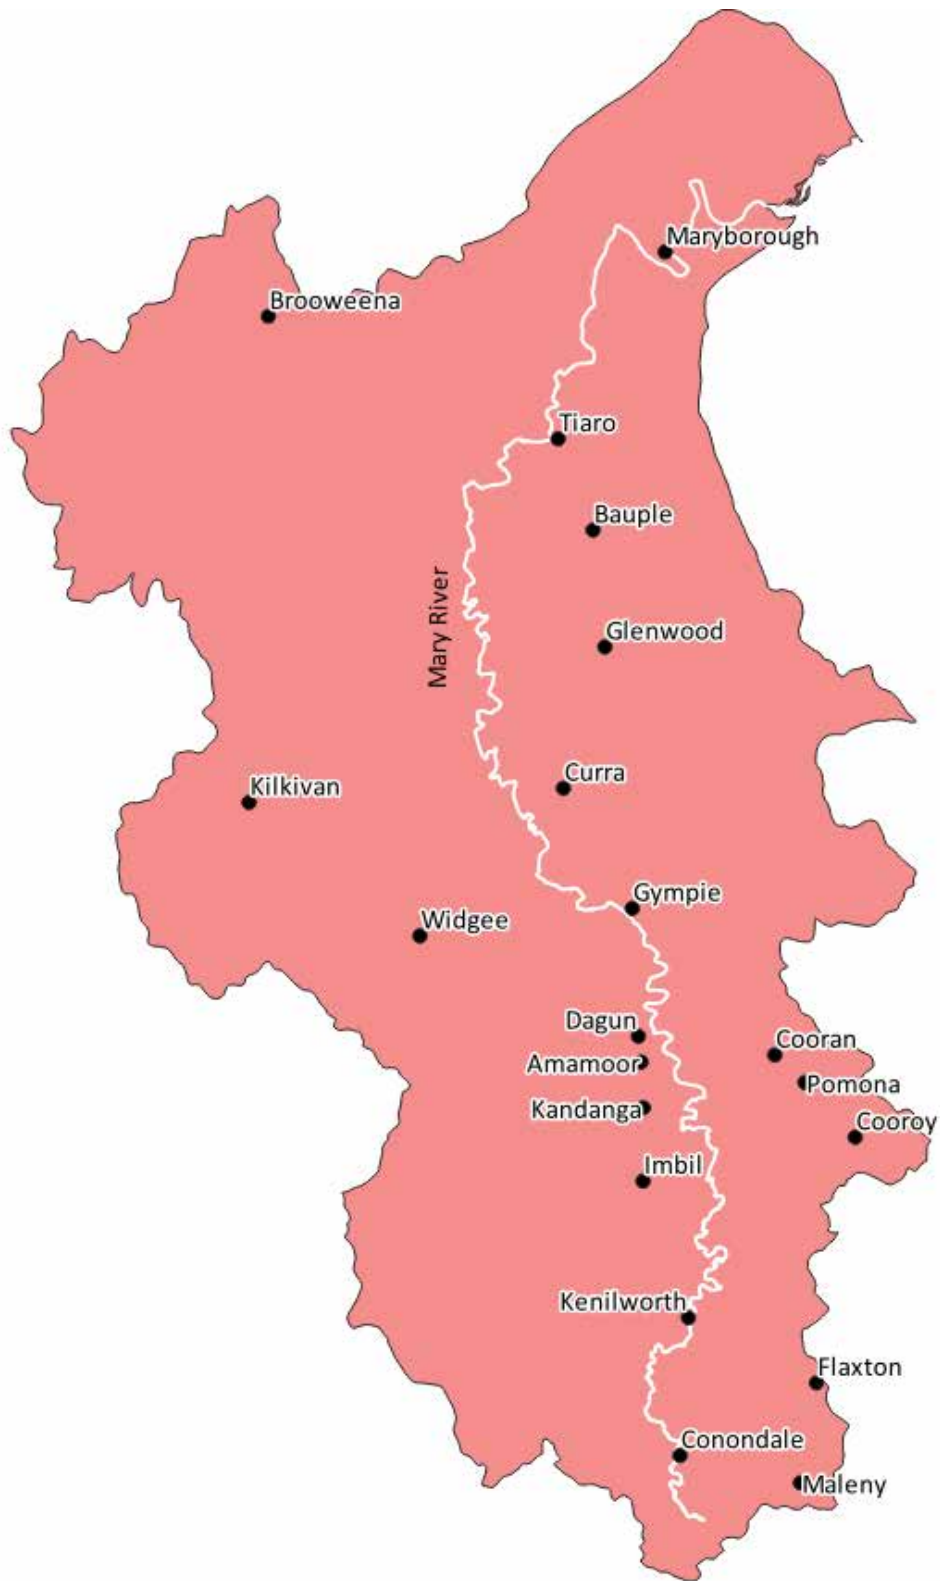 Maryborough
Brooweena
Tiaro
Bauple
Mary River
Glenwood
Curra
Kilkivan
Gympie
Widgee
Dagun
Cooran
Amamoor
Pomona
Kandanga
Cooroy
Imbil
Kenilworth
Flaxton
Conondale
Maleny